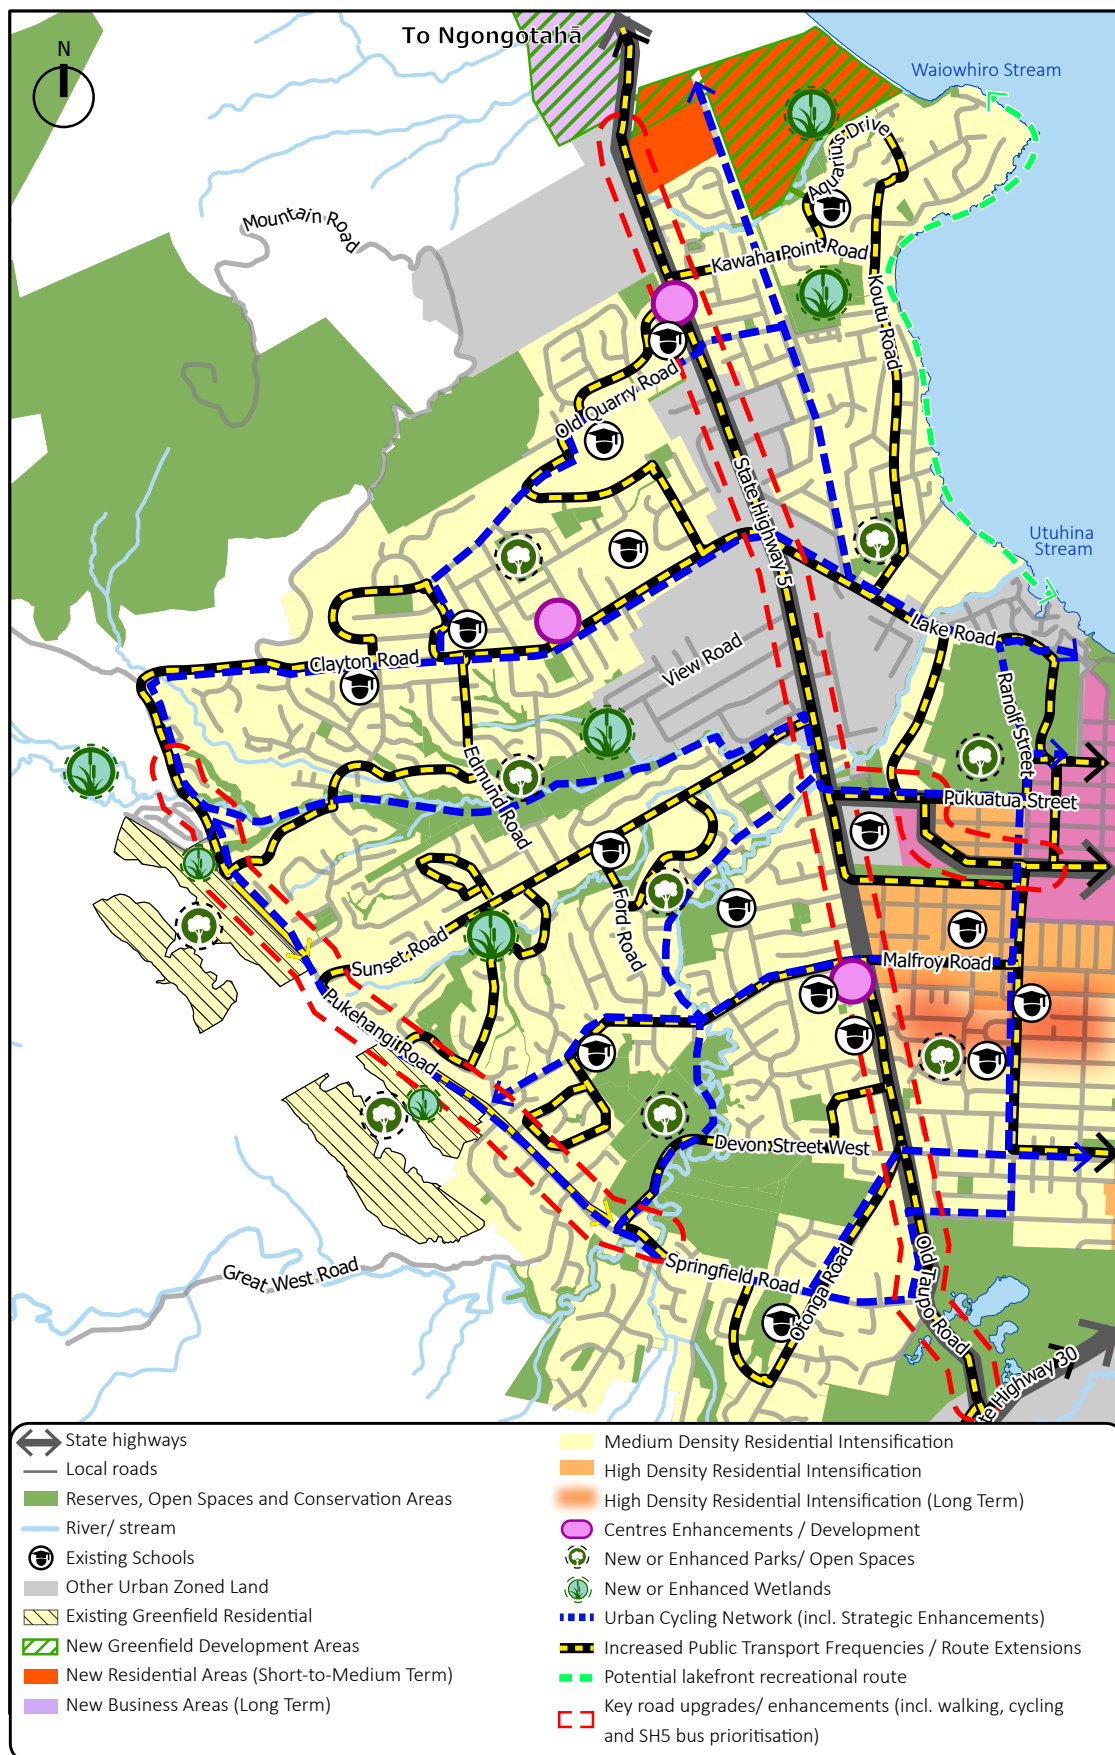 To Ngongotahā
N
Waiowhiro Stream
Aquarius Drive
Mountain Road
Kawaha Point Road
Koutu Road
Old Quarry Road
State Highway 5
Utuhina
Stream
Lake Road
View Road
Clayton Road
Ranolf Street
Edmund Road
Pukuatua Street
Ford Road
Sunset Road
Malfroy Road
Pukehangi Road
Devon Street West
Great West Road
Springfield Road
Otonga Road
Old Taupo Road
te Highway 30
State highways
Local roads
Reserves, Open Spaces and Conservation Areas
River/ stream
Existing Schools
Other Urban Zoned Land
Existing Greenfield Residential
New Greenfield Development Areas
New Residential Areas (Short-to-Medium Term)
New Business Areas (Long Term)
Medium Density Residential Intensification
High Density Residential Intensification
High Density Residential Intensification (Long Term)
Centres Enhancements / Development
New or Enhanced Parks/ Open Spaces
New or Enhanced Wetlands
Urban Cycling Network (incl. Strategic Enhancements)
Increased Public Transport Frequencies / Route Extensions
Potential lakefront recreational route
Key road upgrades/ enhancements (incl. walking, cycling
and SH5 bus prioritisation)